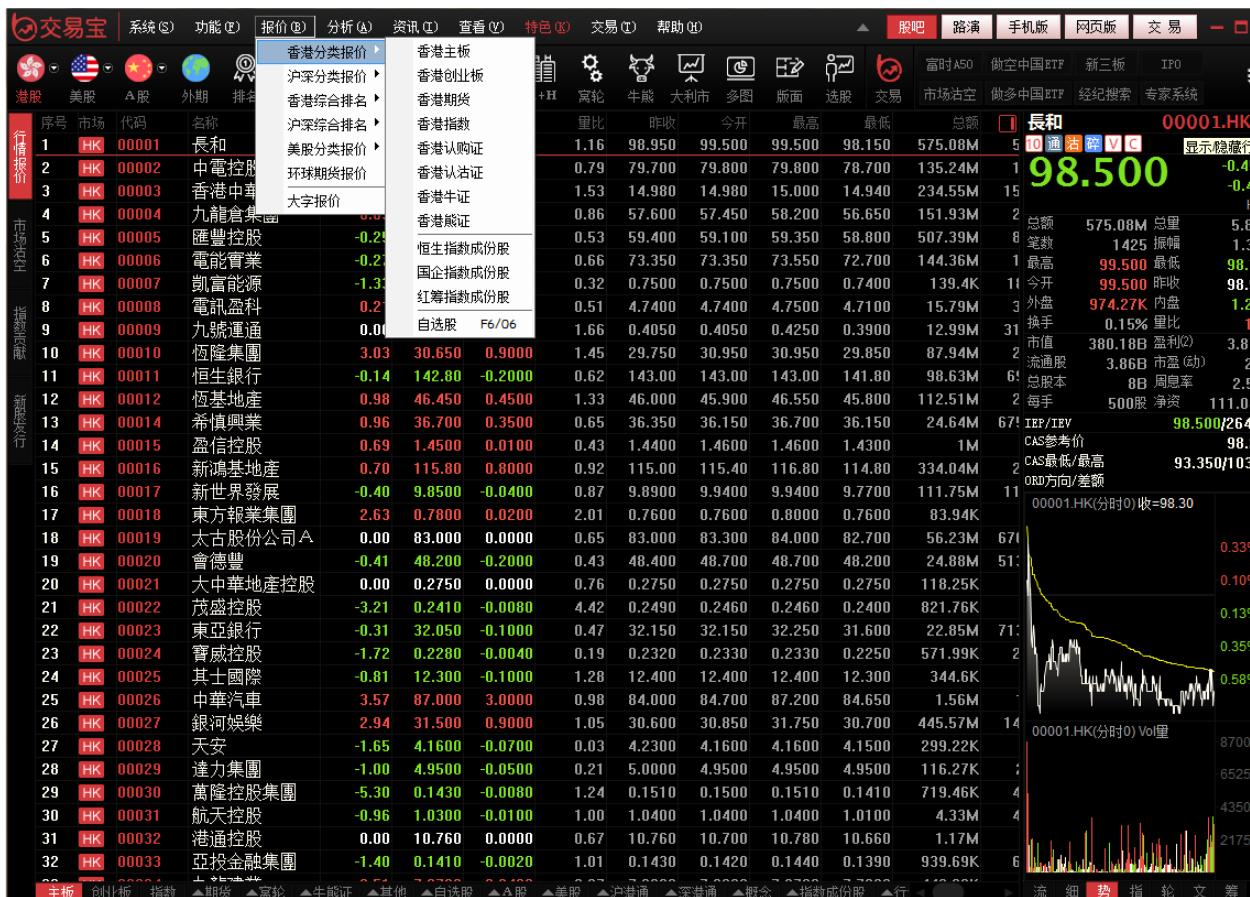 交易宝 系统(S) 功能(F) 报价(B) 分析(A) 资讯(I) 查看(V) 特色(K) 交易(T) 帮助(H) 股吧 路演 手机版 网页版 交易
港股 美股 A股 外期 排名 +H 窝轮 牛熊 大利市 多图 版面 选股 交易
富时A50 做空中国ETF 新三板 IPO
市场沽空 做多中国ETF 经纪搜索 专家系统
香港分类报价
沪深分类报价
香港综合排名
沪深综合排名
美股分类报价
环球期货报价
大字报价
香港主板
香港创业板
香港期货
香港指数
香港认购证
香港认沽证
香港牛证
香港熊证
恒生指数成份股
国企指数成份股
红筹指数成份股
自选股 F6/06
行情报价
市场沽空
指数贡献
新股发行
序号 市场 代码 名称 量比 昨收 今开 最高 最低 总额
1 HK 00001 長和 1.16 98.950 99.500 99.500 98.150 575.08M
2 HK 00002 中電控股 0.79 79.700 79.800 79.800 78.700 135.24M
3 HK 00003 香港中華 1.53 14.980 14.980 15.000 14.940 234.55M
4 HK 00004 九龍倉集團 0.86 57.600 57.450 58.200 56.650 151.93M
5 HK 00005 匯豐控股 0.53 59.400 59.100 59.350 58.800 507.39M
6 HK 00006 電能實業 0.66 73.350 73.350 73.550 72.700 144.36M
7 HK 00007 凱富能源 0.32 0.7500 0.7500 0.7500 0.7400 139.4K
8 HK 00008 電訊盈科 0.51 4.7400 4.7400 4.7500 4.7100 15.79M
9 HK 00009 九號運通 1.66 0.4050 0.4050 0.4250 0.3900 12.99M
10 HK 00010 恆隆集團 3.03 30.650 0.9000 1.45 29.750 30.950 30.950 29.850 87.94M
11 HK 00011 恒生銀行 -0.14 142.80 -0.2000 0.62 143.00 143.00 143.00 141.80 98.63M
12 HK 00012 恆基地產 0.98 46.450 0.4500 1.33 46.000 45.900 46.550 45.800 112.51M
13 HK 00014 希慎興業 0.96 36.700 0.3500 0.65 36.350 36.150 36.700 36.150 24.64M
14 HK 00015 盈信控股 0.69 1.4500 0.0100 0.43 1.4400 1.4600 1.4600 1.4300 1M
15 HK 00016 新鴻基地產 0.70 115.80 0.8000 0.92 115.00 115.40 116.80 114.80 334.04M
16 HK 00017 新世界發展 -0.40 9.8500 -0.0400 0.87 9.8900 9.9400 9.9400 9.7700 111.75M
17 HK 00018 東方報業集團 2.63 0.7800 0.0200 2.01 0.7600 0.7600 0.8000 0.7600 83.94K
18 HK 00019 太古股份公司A 0.00 83.000 0.0000 0.65 83.000 83.300 84.000 82.700 56.23M
19 HK 00020 會德豐 -0.41 48.200 -0.2000 0.43 48.400 48.700 48.700 48.200 24.88M
20 HK 00021 大中華地產控股 0.00 0.2750 0.0000 0.76 0.2750 0.2750 0.2750 0.2750 118.25K
21 HK 00022 茂盛控股 -3.21 0.2410 -0.0080 4.42 0.2490 0.2460 0.2460 0.2400 821.76K
22 HK 00023 東亞銀行 -0.31 32.050 -0.1000 0.47 32.150 32.150 32.250 31.600 22.85M
23 HK 00024 寶威控股 -1.72 0.2280 -0.0040 0.19 0.2320 0.2330 0.2330 0.2250 571.99K
24 HK 00025 其士國際 -0.81 12.300 -0.1000 1.28 12.400 12.400 12.400 12.300 344.6K
25 HK 00026 中華汽車 3.57 87.000 3.0000 0.98 84.000 84.700 87.200 84.650 1.56M
26 HK 00027 銀河娛樂 2.94 31.500 0.9000 1.05 30.600 30.850 31.750 30.700 445.57M
27 HK 00028 天安 -1.65 4.1600 -0.0700 0.03 4.2300 4.1600 4.1600 4.1500 299.22K
28 HK 00029 達力集團 -1.00 4.9500 -0.0500 0.21 5.0000 4.9500 4.9500 4.9500 116.27K
29 HK 00030 萬隆控股集團 -5.30 0.1430 -0.0080 1.24 0.1510 0.1500 0.1510 0.1410 719.46K
30 HK 00031 航天控股 -0.96 1.0300 -0.0100 1.00 1.0400 1.0400 1.0400 1.0100 4.33M
31 HK 00032 港通控股 0.00 10.760 0.0000 0.67 10.760 10.700 10.780 10.660 1.17M
32 HK 00033 亞投金融集團 -1.40 0.1410 -0.0020 1.01 0.1430 0.1420 0.1440 0.1390 939.69K
主板 创业板 指数 期货 窝轮 牛熊证 其他 自选股 A股 美股 沪港通 深港通 概念 指数成份股 行
長和 00001.HK
10 通 沽 碎 V C 显示/隐藏行
98.500
总额 575.08M 总量
笔数 1425 振幅
最高 99.500 最低
今开 99.500 昨收
外盘 974.27K 内盘
换手 0.15% 量比
市值 380.18B 盈利(2)
流通股 3.86B 市盈(动)
总股本 8B 周息率
每手 500股 净资
IEP/IEV 98.500/264
CAS参考价
CAS最低/最高 93.350/103
ORD方向/差额
00001.HK(分时0) 收=98.30
0.33%
0.10%
0.13%
0.35%
0.58%
00001.HK(分时0) Vol量
8700
6525
4350
2175
流 细 势 指 轮 文 筹